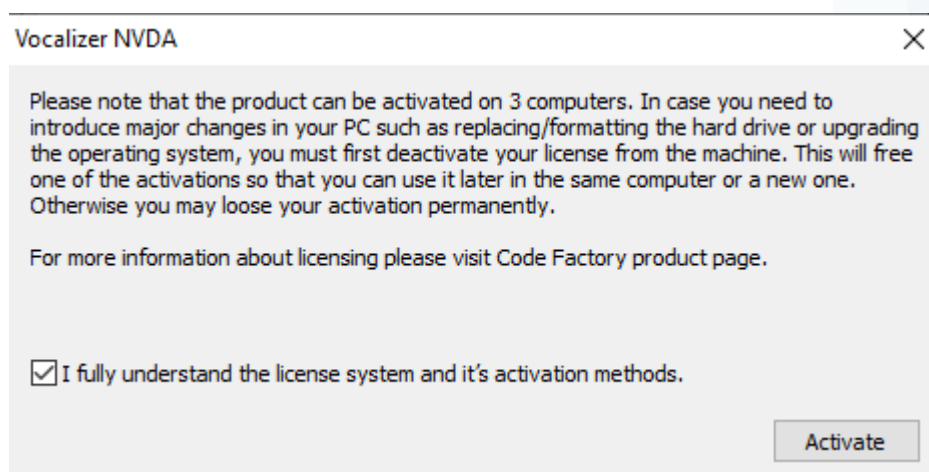 Vocalizer NVDA
Please note that the product can be activated on 3 computers. In case you need to
introduce major changes in your PC such as replacing/formatting the hard drive or upgrading
the operating system, you must first deactivate your license from the machine. This will free
one of the activations so that you can use it later in the same computer or a new one.
Otherwise you may loose your activation permanently.
For more information about licensing please visit Code Factory product page.
I fully understand the license system and it's activation methods.
Activate